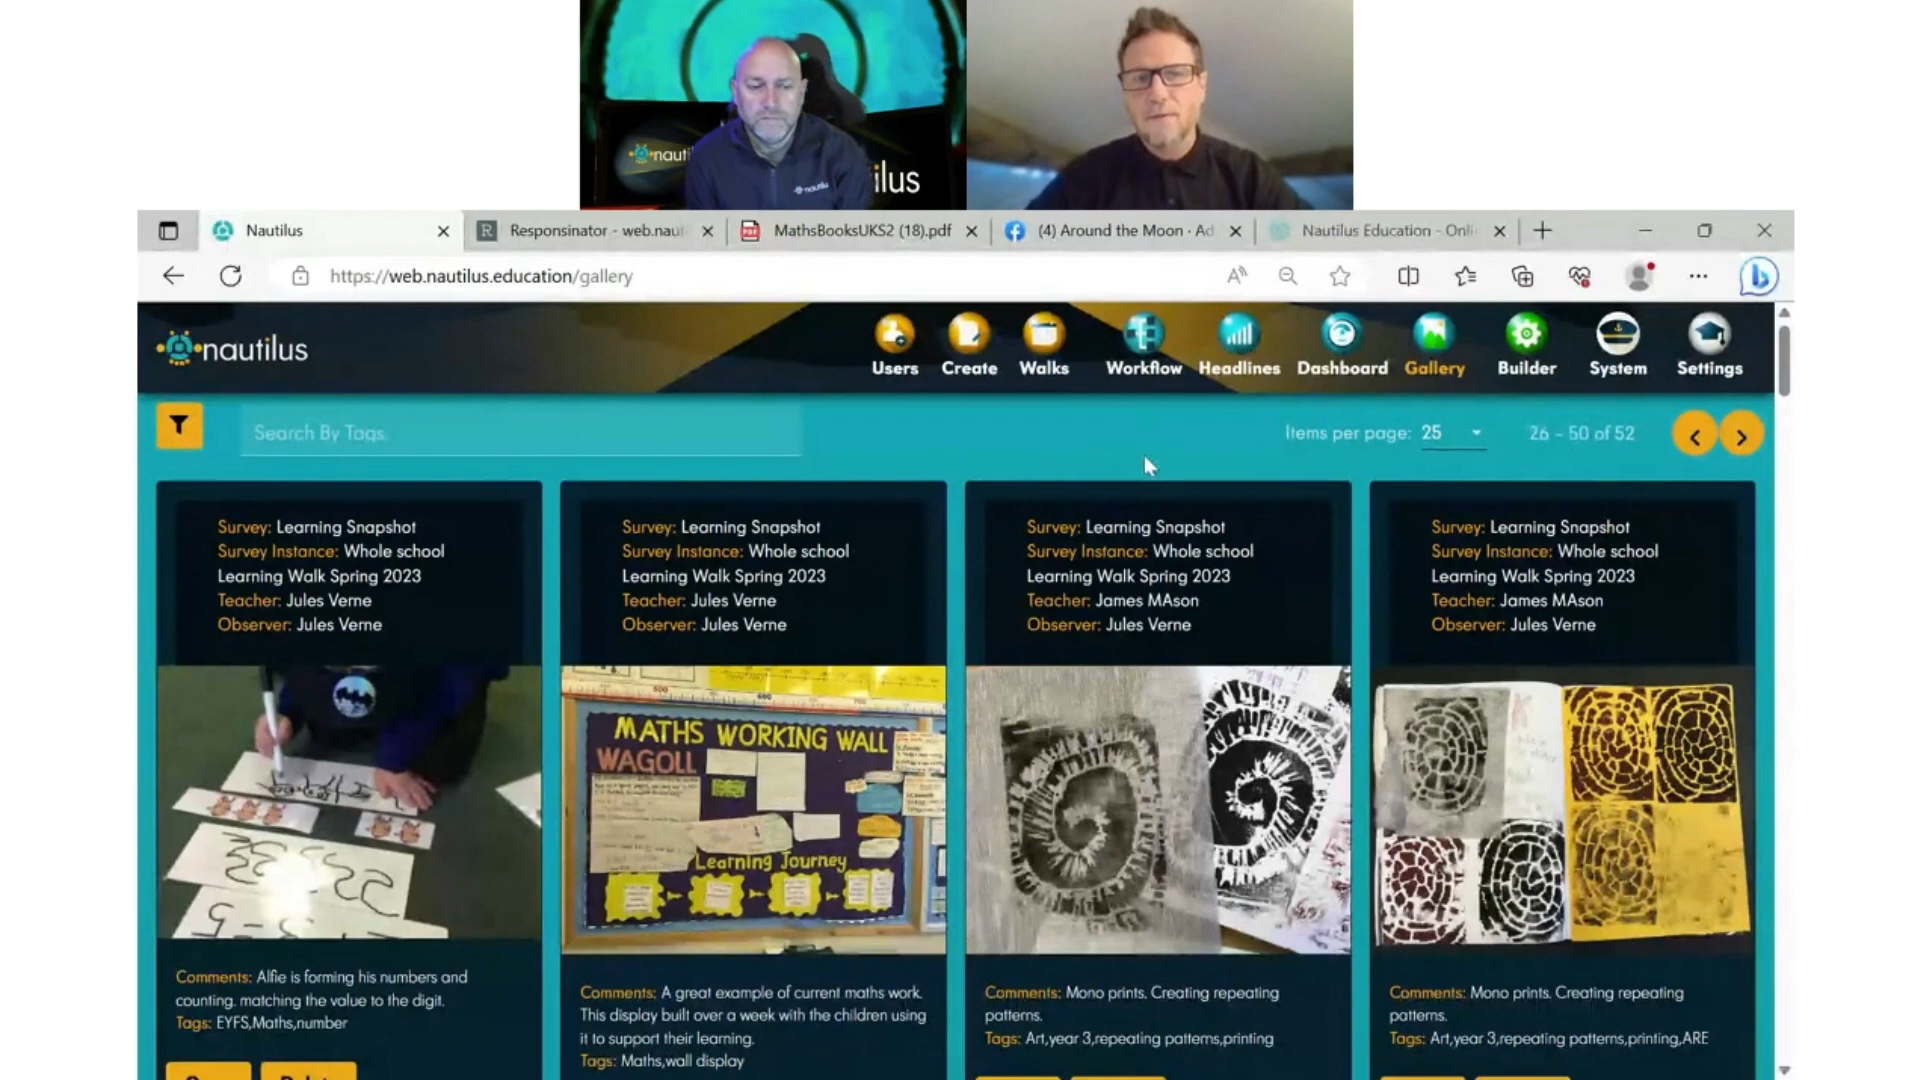 nautilus
ilus
Nautilus
Responsinator - web.nau
MathsBooksUKS2 (18).pdf
(4) Around the Moon · Ad
Nautilus Education - Onli
https://web.nautilus.education/gallery
nautilus
Users
Create
Walks
Workflow
Headlines
Dashboard
Gallery
Builder
System
Settings
Search By Tags.
Items per page: 25
26 – 50 of 52
Survey: Learning Snapshot
Survey Instance: Whole school
Learning Walk Spring 2023
Teacher: Jules Verne
Observer: Jules Verne
Comments: Alfie is forming his numbers and
counting. matching the value to the digit.
Tags: EYFS,Maths,number
Survey: Learning Snapshot
Survey Instance: Whole school
Learning Walk Spring 2023
Teacher: Jules Verne
Observer: Jules Verne
500
600
700
MATHS WORKING WALL
WAGOLL
Learning Journey
Comments: A great example of current maths work.
This display built over a week with the children using
it to support their learning.
Tags: Maths,wall display
Survey: Learning Snapshot
Survey Instance: Whole school
Learning Walk Spring 2023
Teacher: James MAson
Observer: Jules Verne
Comments: Mono prints. Creating repeating
patterns.
Tags: Art,year 3,repeating patterns,printing
Survey: Learning Snapshot
Survey Instance: Whole school
Learning Walk Spring 2023
Teacher: James MAson
Observer: Jules Verne
Comments: Mono prints. Creating repeating
patterns.
Tags: Art,year 3,repeating patterns,printing,ARE